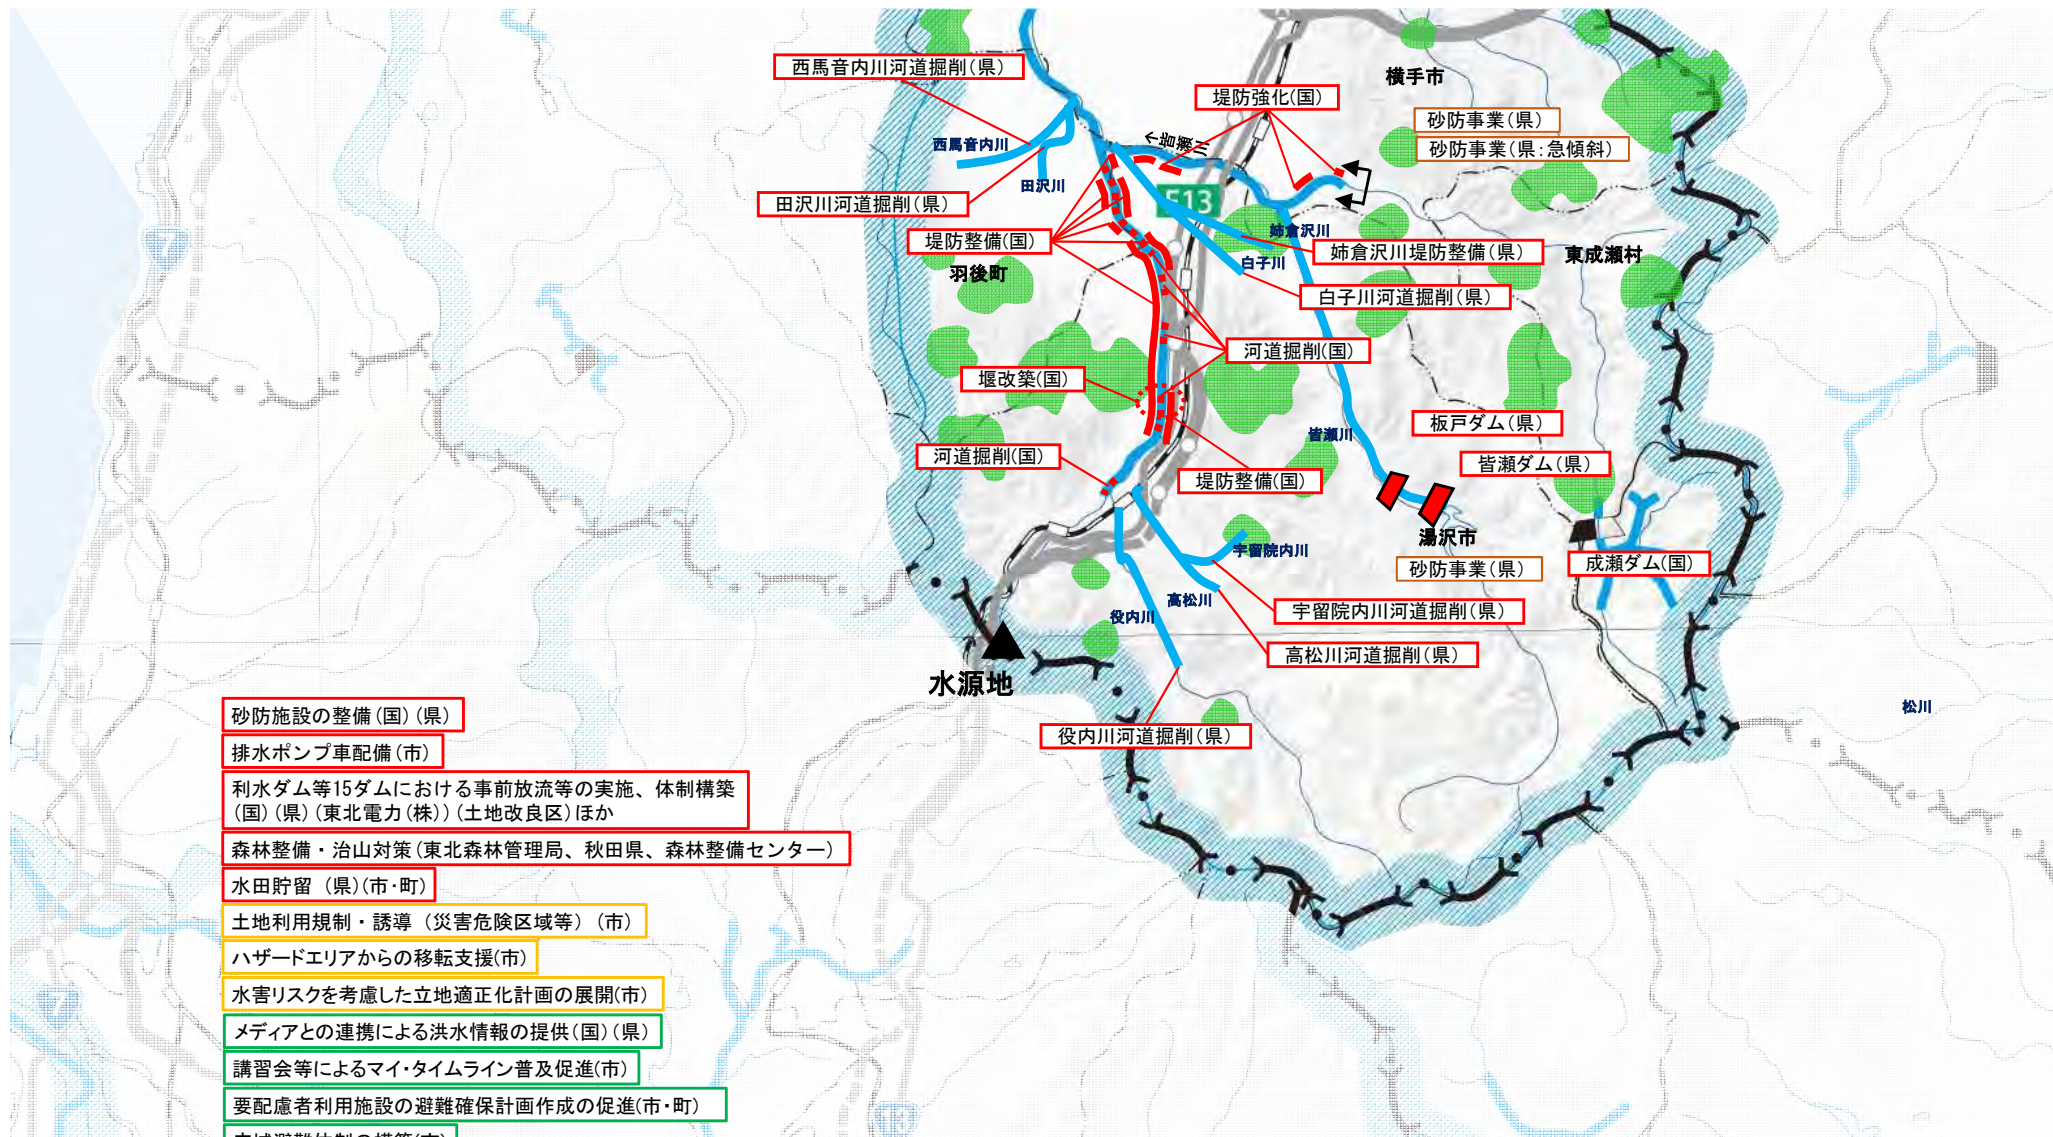 西馬音内川河道掘削(県)
横手市
堤防強化(国)
砂防事業(県)
砂防事業(県:急傾斜)
西馬音内川
↑皆瀬川
田沢川
田沢川河道掘削(県)
E13
堤防整備(国)
姉倉沢川
姉倉沢川堤防整備(県)
東成瀬村
羽後町
白子川
白子川河道掘削(県)
河道掘削(国)
堰改築(国)
板戸ダム(県)
皆瀬川
河道掘削(国)
皆瀬ダム(県)
堤防整備(国)
湯沢市
宇留院内川
砂防事業(県)
成瀬ダム(国)
高松川
宇留院内川河道掘削(県)
役内川
高松川河道掘削(県)
水源地
松川
役内川河道掘削(県)
砂防施設の整備(国)(県)
排水ポンプ車配備(市)
利水ダム等15ダムにおける事前放流等の実施、体制構築
(国)(県)(東北電力(株))(土地改良区)ほか
森林整備・治山対策(東北森林管理局、秋田県、森林整備センター)
水田貯留 (県)(市・町)
土地利用規制・誘導 (災害危険区域等) (市)
ハザードエリアからの移転支援(市)
水害リスクを考慮した立地適正化計画の展開(市)
メディアとの連携による洪水情報の提供(国)(県)
講習会等によるマイ・タイムライン普及促進(市)
要配慮者利用施設の避難確保計画作成の促進(市・町)